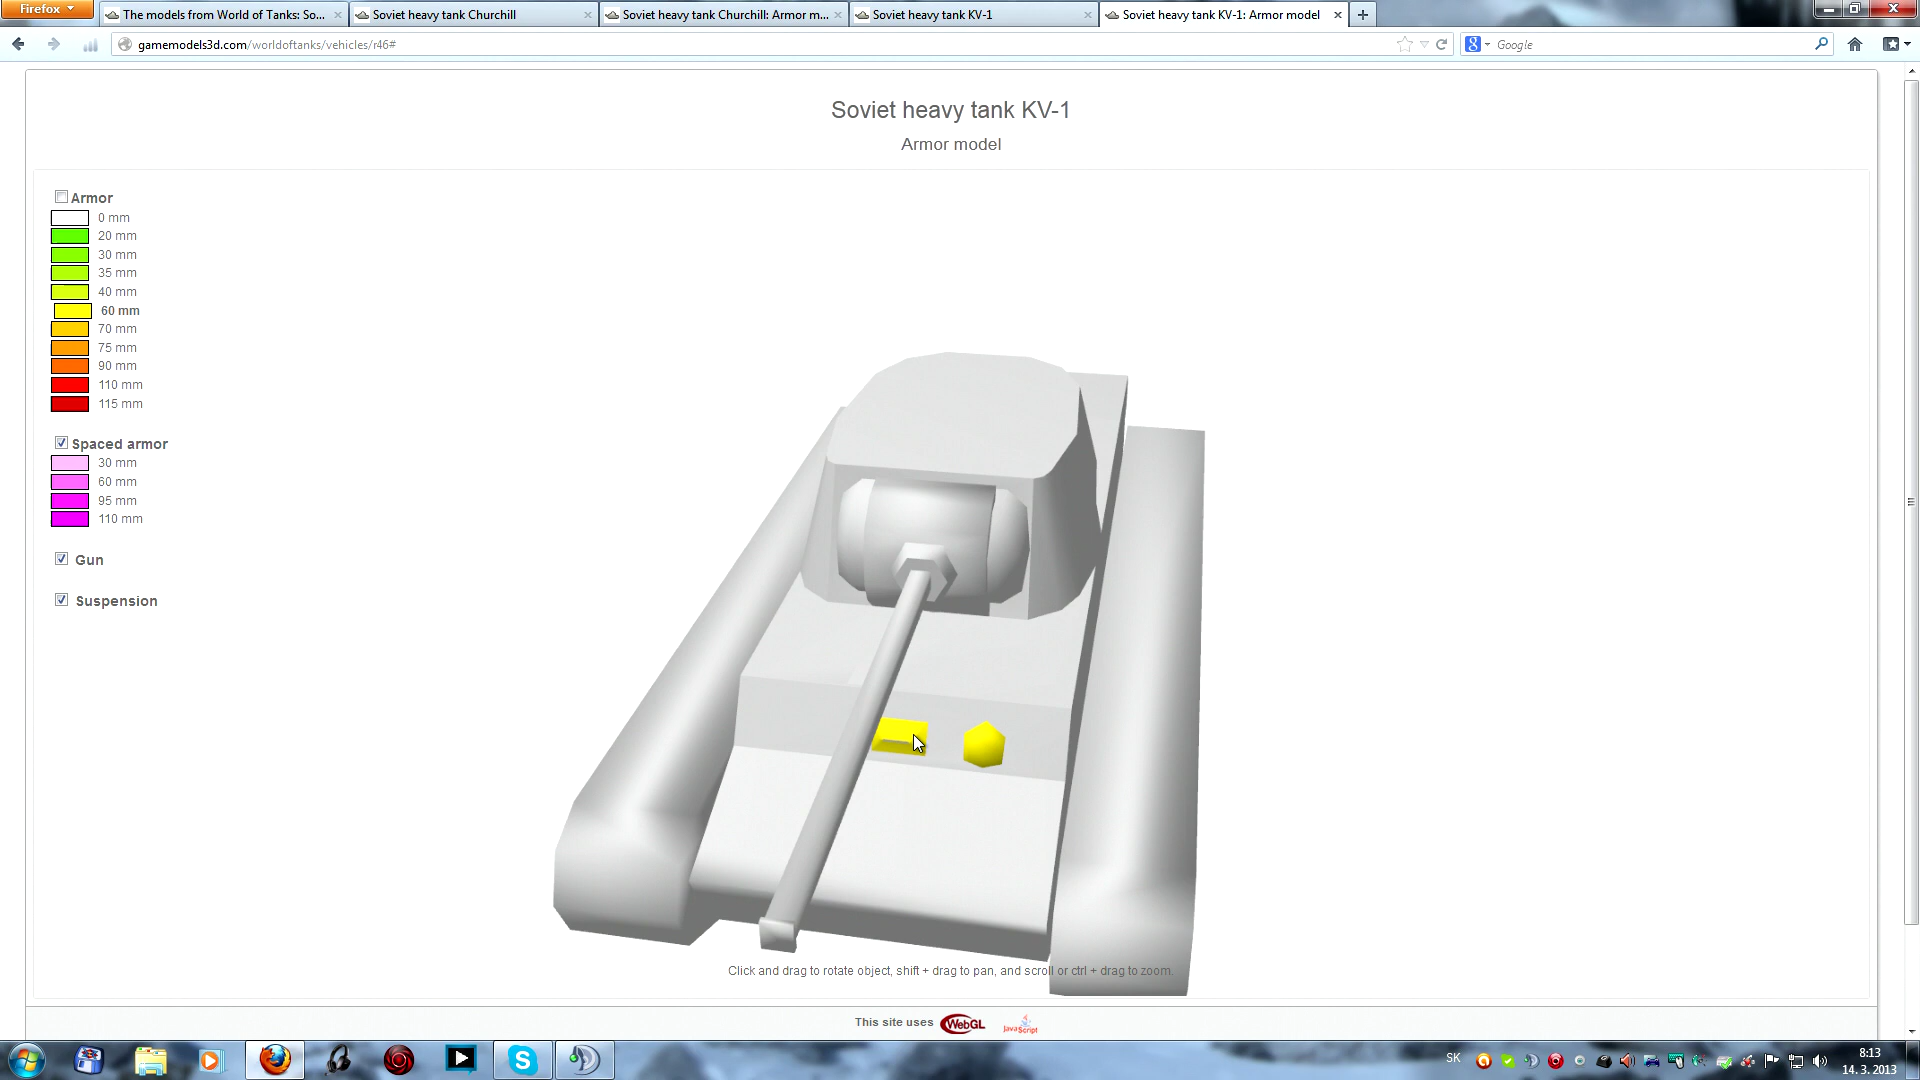 Firefox
The models from World of Tanks: So...
Soviet heavy tank Churchill
Soviet heavy tank Churchill: Armor m...
Soviet heavy tank KV-1
Soviet heavy tank KV-1: Armor model
gamemodels3d.com/worldoftanks/vehicles/r46#
Google
Soviet heavy tank KV-1
Armor model
Armor
0 mm
20 mm
30 mm
35 mm
40 mm
60 mm
70 mm
75 mm
90 mm
110 mm
115 mm
Spaced armor
30 mm
60 mm
95 mm
110 mm
Gun
Suspension
Click and drag to rotate object, shift + drag to pan, and scroll or ctrl + drag to zoom.
This site uses WebGL JavaScript
SK
8:13
14. 3. 2013